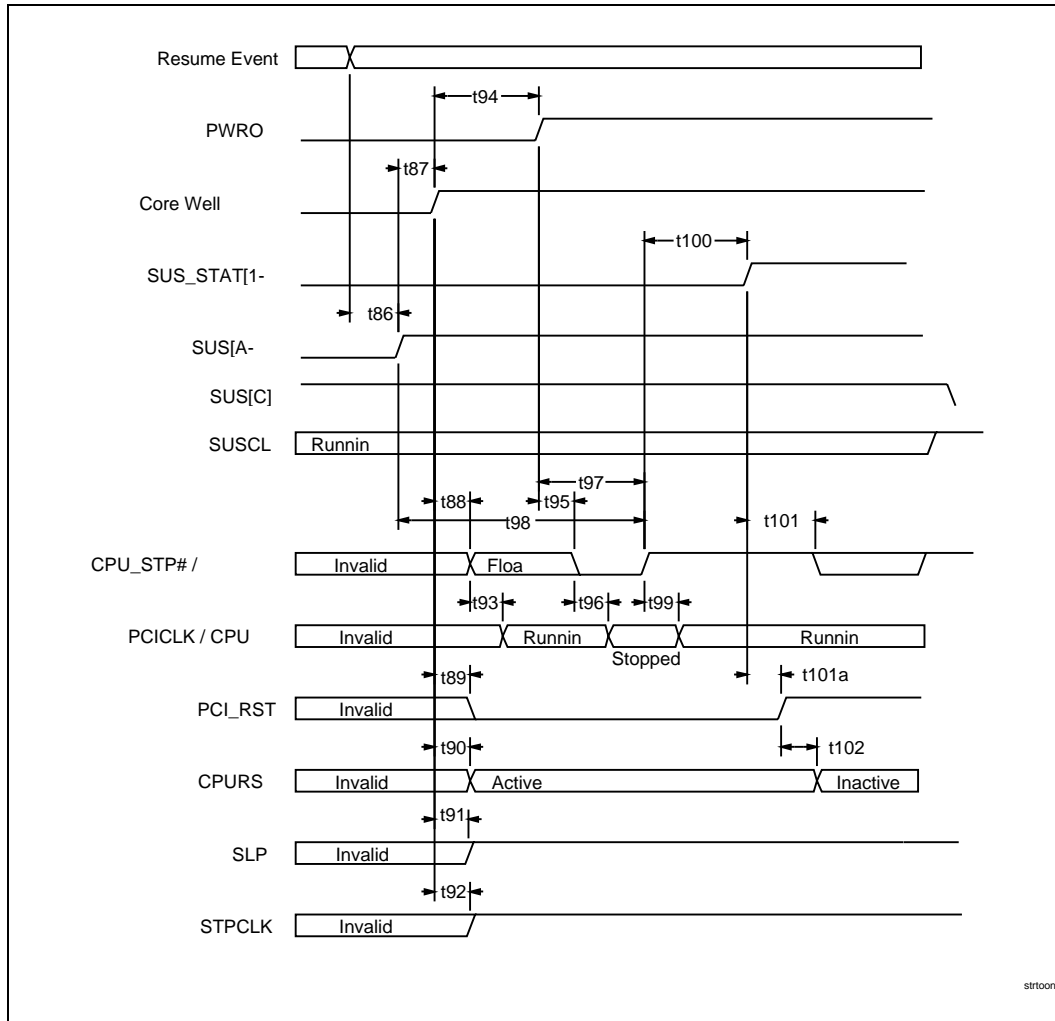 Resume Event
t94
PWRO
t87
Core Well
t100
SUS_STAT[1-
t86
SUS[A-
SUS[C]
SUSCL
Runnin
t97
t88
t95
t98
t101
CPU_STP# /
Invalid
Floa
t93
t96
t99
PCICLK / CPU
Invalid
Runnin
Runnin
Stopped
t89
t101a
PCI_RST
Invalid
t90
t102
CPURS
Invalid
Active
Inactive
t91
SLP
Invalid
t92
STPCLK
Invalid
strtoon